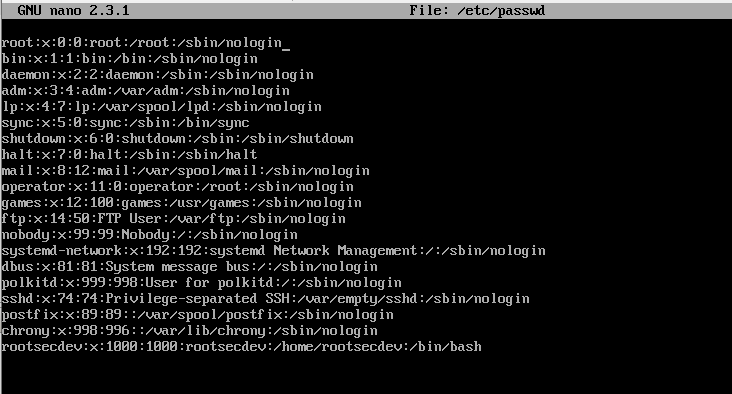 GNU nano 2.3.1 File: /etc/passwd
root:x:0:0:root:/root:/sbin/nologin_
bin:x:1:1:bin:/bin:/sbin/nologin
daemon:x:2:2:daemon:/sbin:/sbin/nologin
adm:x:3:4:adm:/var/adm:/sbin/nologin
lp:x:4:7:lp:/var/spool/lpd:/sbin/nologin
sync:x:5:0:sync:/sbin:/bin/sync
shutdown:x:6:0:shutdown:/sbin:/sbin/shutdown
halt:x:7:0:halt:/sbin:/sbin/halt
mail:x:8:12:mail:/var/spool/mail:/sbin/nologin
operator:x:11:0:operator:/root:/sbin/nologin
games:x:12:100:games:/usr/games:/sbin/nologin
ftp:x:14:50:FTP User:/var/ftp:/sbin/nologin
nobody:x:99:99:Nobody:/:/sbin/nologin
systemd-network:x:192:192:systemd Network Management:/:/sbin/nologin
dbus:x:81:81:System message bus:/:/sbin/nologin
polkitd:x:999:998:User for polkitd:/:/sbin/nologin
sshd:x:74:74:Privilege-separated SSH:/var/empty/sshd:/sbin/nologin
postfix:x:89:89::/var/spool/postfix:/sbin/nologin
chrony:x:998:996::/var/lib/chrony:/sbin/nologin
rootsecdev:x:1000:1000:rootsecdev:/home/rootsecdev:/bin/bash